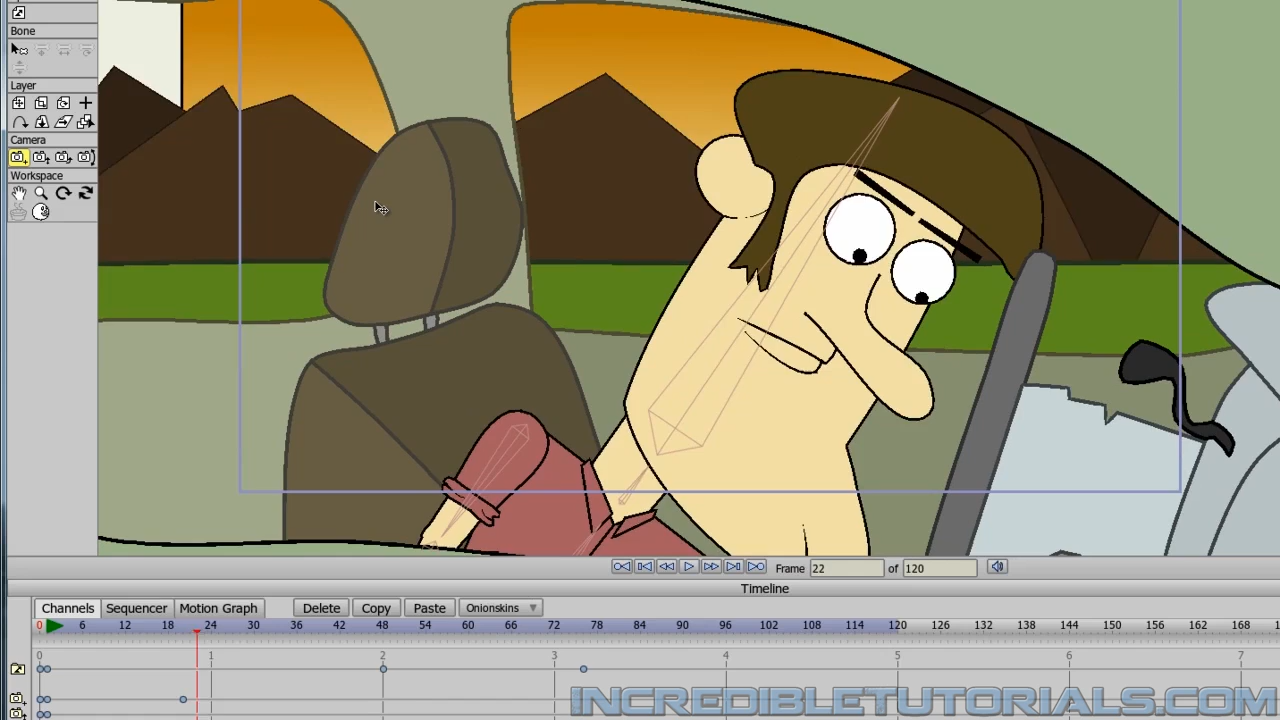 Bone
Layer
Camera
Workspace
Frame 22 of 120
Timeline
Channels Sequencer Motion Graph Delete Copy Paste Onionskins
0 6 12 18 24 30 36 42 48 54 60 66 72 78 84 90 96 102 108 114 120 126 132 138 144 150 156 162 168 1
0 1 2 3 4 5 6 7
INCREDIBLETUTORIALS.COM